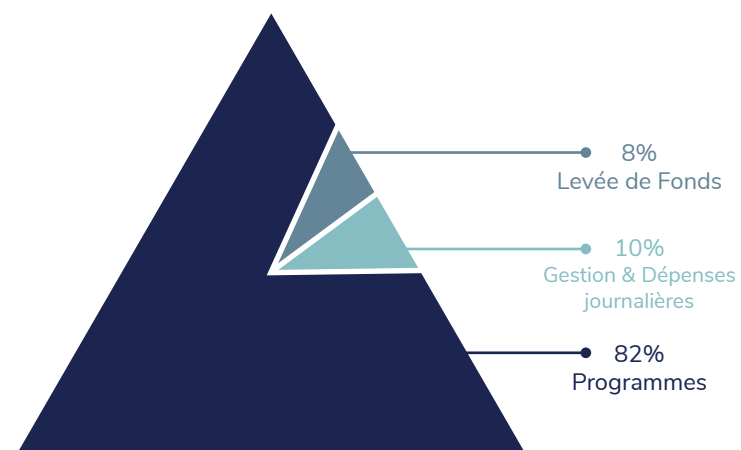 8%
Levée de Fonds
10%
Gestion & Dépenses
journalières
82%
Programmes